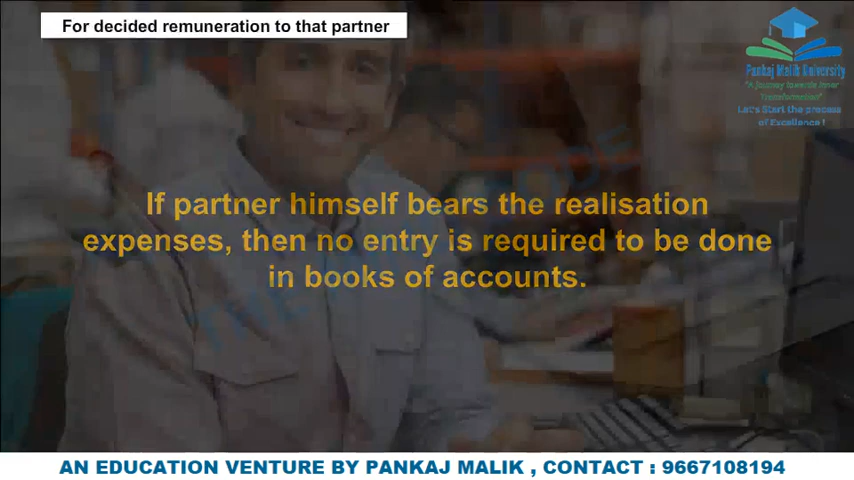 For decided remuneration to that partner
Pankaj Malik University
"A journey towards Inner
Transformation"
Let's Start the process
of Excellence !
If partner himself bears the realisation
expenses, then no entry is required to be done
in books of accounts.
AN EDUCATION VENTURE BY PANKAJ MALIK , CONTACT : 9667108194